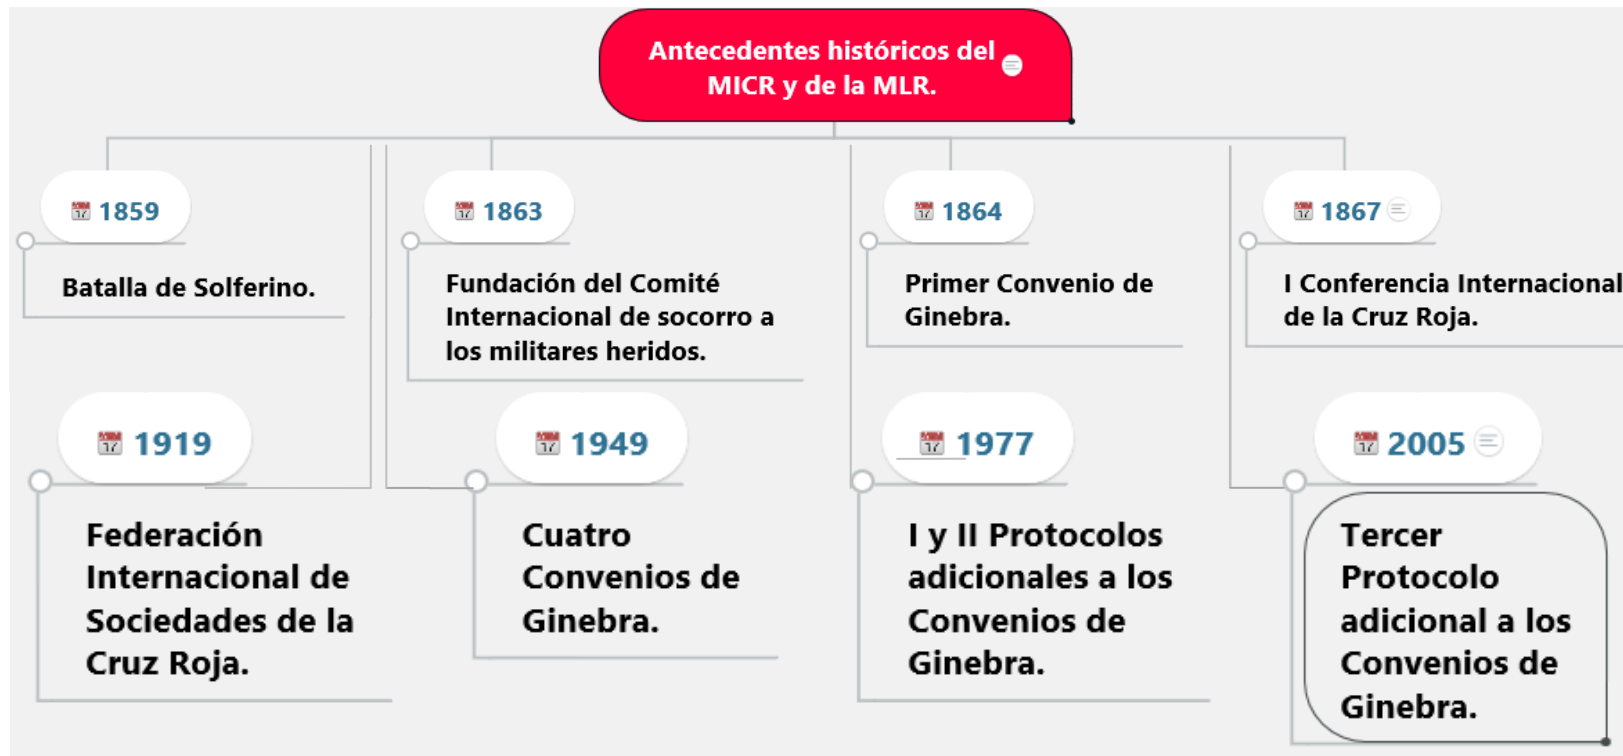 Antecedentes históricos del
MICR y de la MLR.
1859
Batalla de Solferino.
1863
Fundación del Comité
Internacional de socorro a
los militares heridos.
1864
Primer Convenio de
Ginebra.
1867
I Conferencia Internacional
de la Cruz Roja.
1919
Federación
Internacional de
Sociedades de la
Cruz Roja.
1949
Cuatro
Convenios de
Ginebra.
1977
I y II Protocolos
adicionales a los
Convenios de
Ginebra.
2005
Tercer
Protocolo
adicional a los
Convenios de
Ginebra.